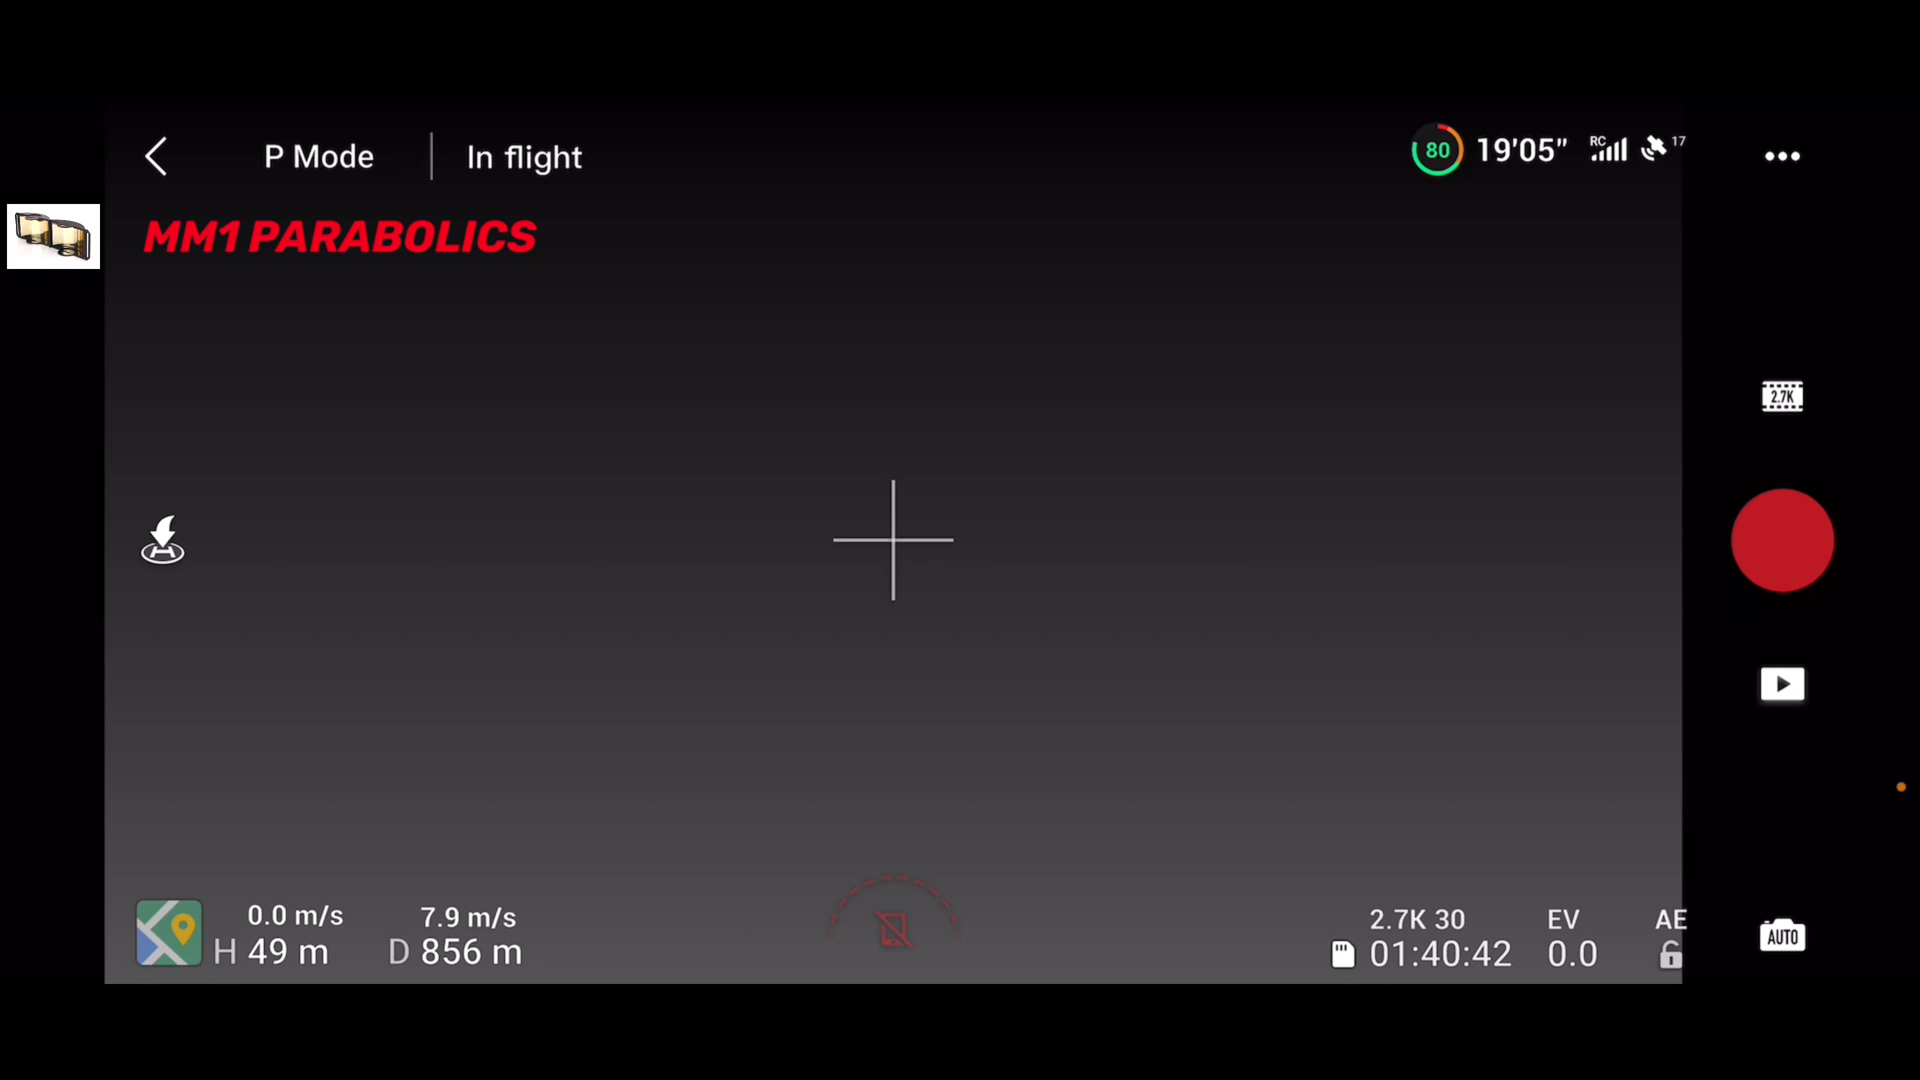 P Mode In flight
80 19'05" RC 17
MM1 PARABOLICS
2.7K
0.0 m/s 7.9 m/s
H 49 m D 856 m
2.7K 30 EV AE
01:40:42 0.0
AUTO